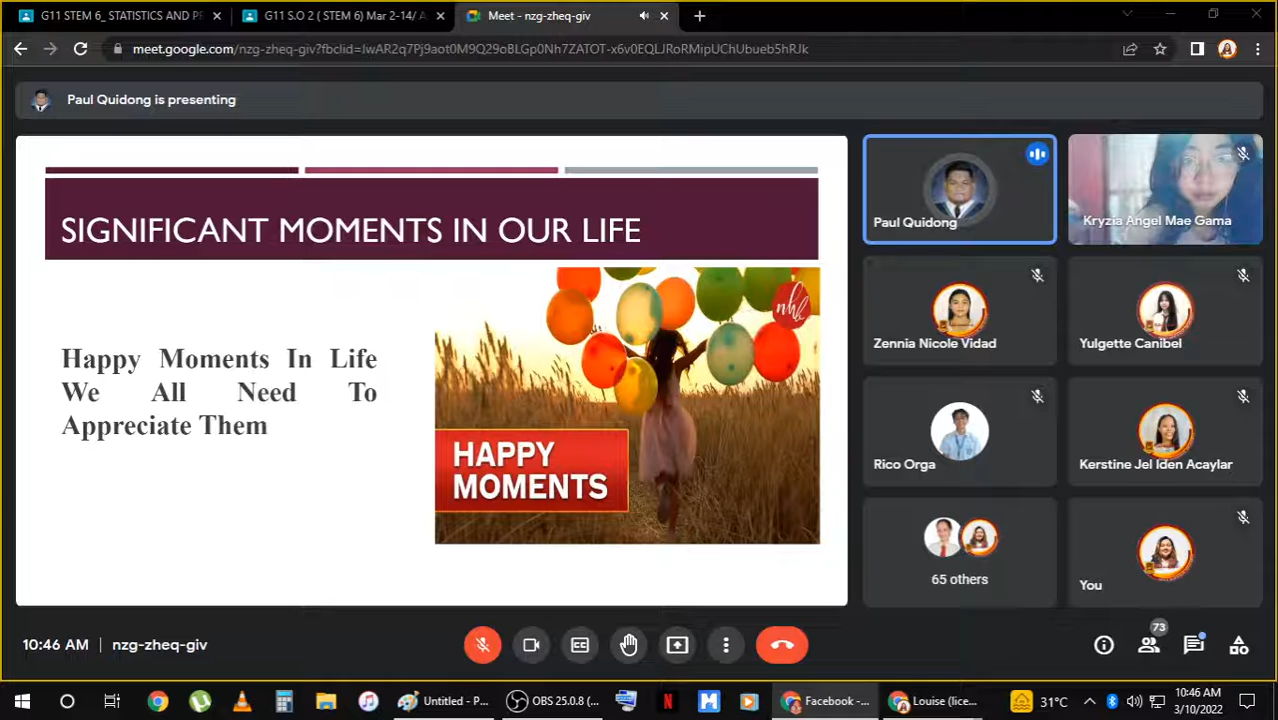 G11 STEM 6_ STATISTICS AND PR
G11 S.O 2 ( STEM 6) Mar 2-14/ A
Meet - nzg-zheq-giv
meet.google.com/nzg-zheq-giv?fbclid=IwAR2q7Pj9aot0M9Q29oBLGp0Nh7ZATOT-x6v0EQLJRoRMipUChUbueb5hRJk
Paul Quidong is presenting
SIGNIFICANT MOMENTS IN OUR LIFE
Happy Moments In Life
We All Need To
Appreciate Them
nhb
HAPPY
MOMENTS
Paul Quidong
Kryzia Angel Mae Gama
Zennia Nicole Vidad
Yulgette Canibel
Rico Orga
Kerstine Jel Iden Acaylar
65 others
You
10:46 AM | nzg-zheq-giv
73
Untitled - P...
OBS 25.0.8 (...
Facebook -...
Louise (lice...
31°C
10:46 AM
3/10/2022